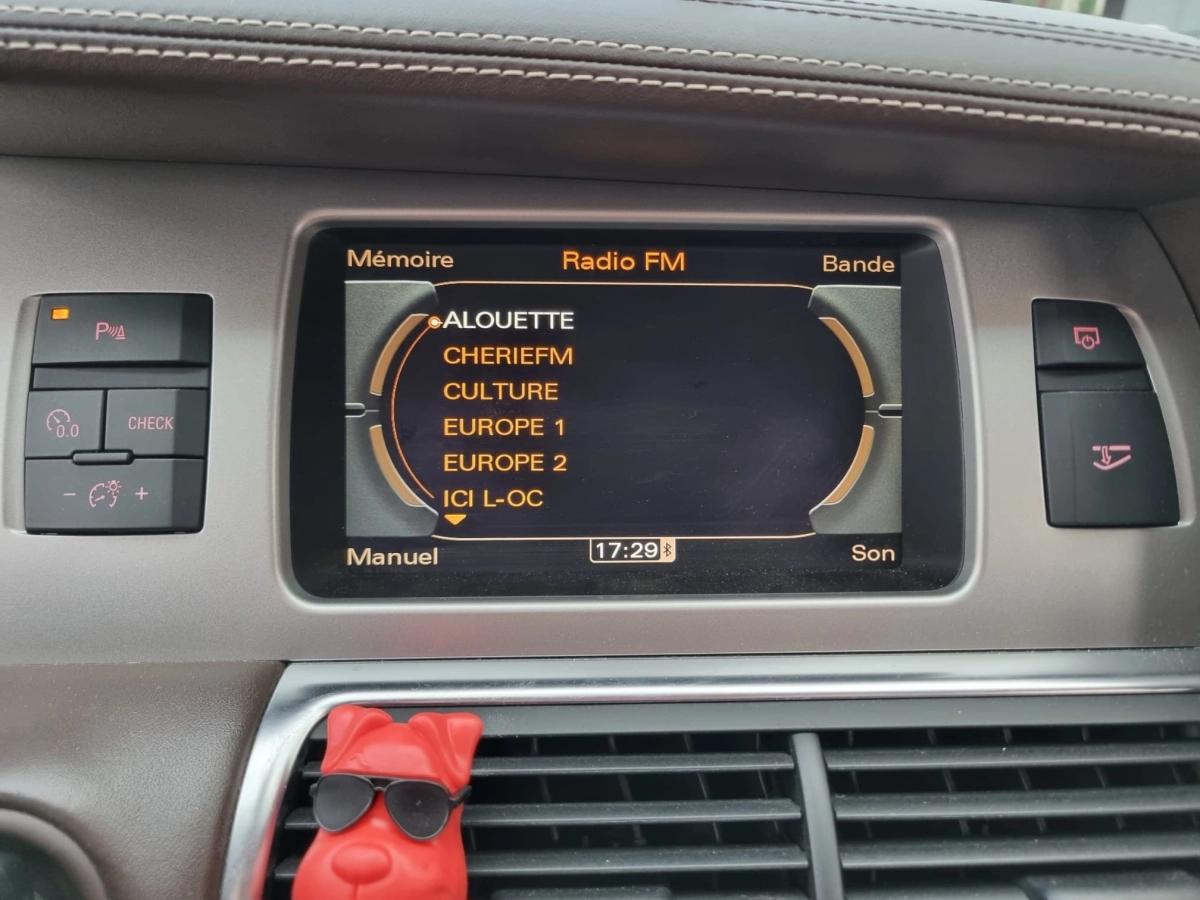 Mémoire Radio FM Bande
ALOUETTE
CHERIEFM
CULTURE
EUROPE 1
EUROPE 2
ICI L-OC
Manuel 17:29 Son
P
0.0 CHECK
- +